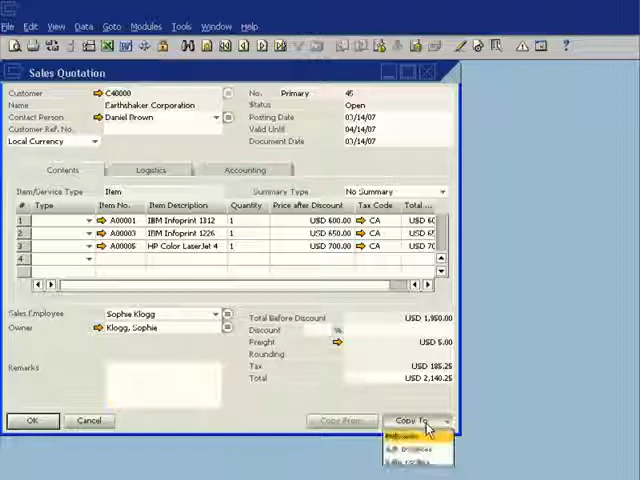 File Edit View Data Goto Modules Tools Window Help
Sales Quotation
Customer C40000 No. Primary 45
Name Earthshaker Corporation Status Open
Contact Person Daniel Brown Posting Date 03/14/07
Customer Ref. No. Valid Until 04/14/07
Local Currency Document Date 03/14/07
Contents Logistics Accounting
Item/Service Type Item Summary Type No Summary
# Type Item No. Item Description Quantity Price after Discount Tax Code Total ...
1 A00001 IBM Infoprint 1312 1 USD 600.00 CA USD 60
2 A00003 IBM Infoprint 1226 1 USD 650.00 CA USD 65
3 A00005 HP Color LaserJet 4 1 USD 700.00 CA USD 70
4
Sales Employee Sophie Klogg
Owner Klogg, Sophie
Total Before Discount USD 1,950.00
Discount %
Freight USD 5.00
Rounding
Remarks
Tax USD 185.25
Total USD 2,140.25
OK Cancel Copy From Copy To